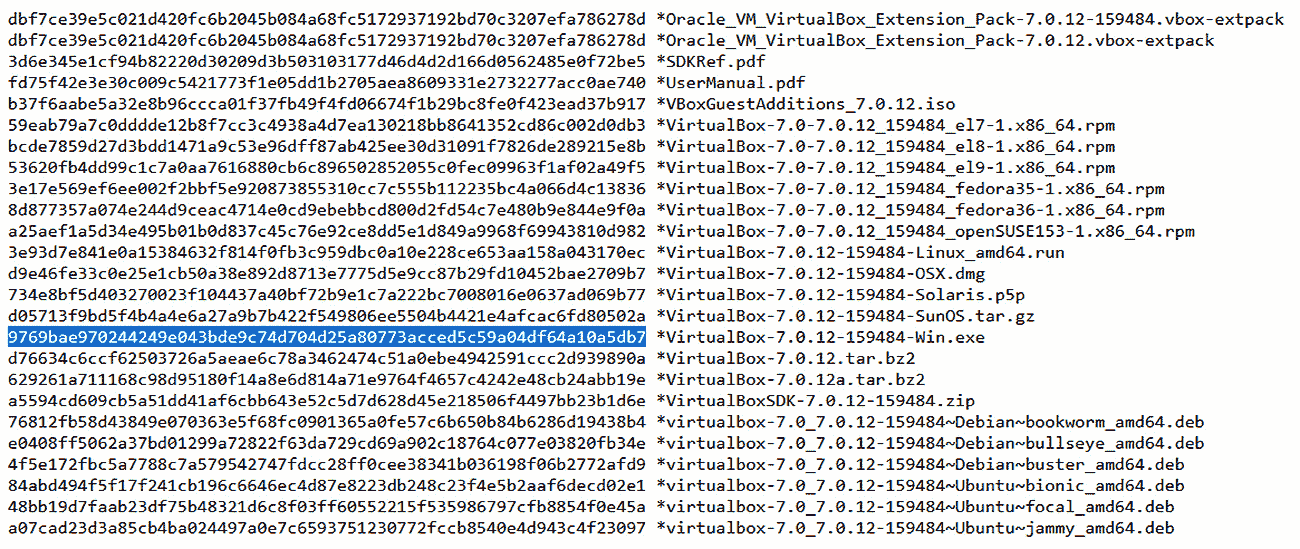 dbf7ce39e5c021d420fc6b2045b084a68fc5172937192bd70c3207efa786278d *Oracle_VM_VirtualBox_Extension_Pack-7.0.12-159484.vbox-extpack
dbf7ce39e5c021d420fc6b2045b084a68fc5172937192bd70c3207efa786278d *Oracle_VM_VirtualBox_Extension_Pack-7.0.12.vbox-extpack
3d6e345e1cf94b82220d30209d3b503103177d46d4d2d166d0562485e0f72be5 *SDKRef.pdf
fd75f42e3e30c009c5421773f1e05dd1b2705aea8609331e2732277acc0ae740 *UserManual.pdf
b37f6aabe5a32e8b96ccca01f37fb49f4fd06674f1b29bc8fe0f423ead37b917 *VBoxGuestAdditions_7.0.12.iso
59eab79a7c0dddde12b8f7cc3c4938a4d7ea130218bb8641352cd86c002d0db3 *VirtualBox-7.0-7.0.12_159484_el7-1.x86_64.rpm
bcde7859d27d3bdd1471a9c53e96dff87ab425ee30d31091f7826de289215e8b *VirtualBox-7.0-7.0.12_159484_el8-1.x86_64.rpm
53620fb4dd99c1c7a0aa7616880cb6c896502852055c0fec09963f1af02a49f5 *VirtualBox-7.0-7.0.12_159484_el9-1.x86_64.rpm
3e17e569ef6ee002f2bbf5e920873855310cc7c555b112235bc4a066d4c13836 *VirtualBox-7.0-7.0.12_159484_fedora35-1.x86_64.rpm
8d877357a074e244d9ceac4714e0cd9ebebbcd800d2fd54c7e480b9e844e9f0a *VirtualBox-7.0-7.0.12_159484_fedora36-1.x86_64.rpm
a25aef1a5d34e495b01b0d837c45c76e92ce8dd5e1d849a9968f69943810d982 *VirtualBox-7.0-7.0.12_159484_openSUSE153-1.x86_64.rpm
3e93d7e841e0a15384632f814f0fb3c959dbc0a10e228ce653aa158a043170ec *VirtualBox-7.0.12-159484-Linux_amd64.run
d9e46fe33c0e25e1cb50a38e892d8713e7775d5e9cc87b29fd10452bae2709b7 *VirtualBox-7.0.12-159484-OSX.dmg
734e8bf5d403270023f104437a40bf72b9e1c7a222bc7008016e0637ad069b77 *VirtualBox-7.0.12-159484-Solaris.p5p
d05713f9bd5f4b4a4e6a27a9b7b422f549806ee5504b4421e4afcac6fd80502a *VirtualBox-7.0.12-159484-SunOS.tar.gz
9769bae970244249e043bde9c74d704d25a80773acced5c59a04df64a10a5db7 *VirtualBox-7.0.12-159484-Win.exe
d76634c6ccf62503726a5aeae6c78a3462474c51a0ebe4942591ccc2d939890a *VirtualBox-7.0.12.tar.bz2
629261a711168c98d95180f14a8e6d814a71e9764f4657c4242e48cb24abb19e *VirtualBox-7.0.12a.tar.bz2
a5594cd609cb5a51dd41af6cbb643e52c5d7d628d45e218506f4497bb23b1d6e *VirtualBoxSDK-7.0.12-159484.zip
76812fb58d43849e070363e5f68fc0901365a0fe57c6b650b84b6286d19438b4 *virtualbox-7.0_7.0.12-159484~Debian~bookworm_amd64.deb
e0408ff5062a37bd01299a72822f63da729cd69a902c18764c077e03820fb34e *virtualbox-7.0_7.0.12-159484~Debian~bullseye_amd64.deb
4f5e172fbc5a7788c7a579542747fdcc28ff0cee38341b036198f06b2772afd9 *virtualbox-7.0_7.0.12-159484~Debian~buster_amd64.deb
84abd494f5f17f241cb196c6646ec4d87e8223db248c23f4e5b2aaf6decd02e1 *virtualbox-7.0_7.0.12-159484~Ubuntu~bionic_amd64.deb
48bb19d7faab23df75b48321d6c8f03ff60552215f535986797cfb8854f0e45a *virtualbox-7.0_7.0.12-159484~Ubuntu~focal_amd64.deb
a07cad23d3a85cb4ba024497a0e7c6593751230772fccb8540e4d943c4f23097 *virtualbox-7.0_7.0.12-159484~Ubuntu~jammy_amd64.deb